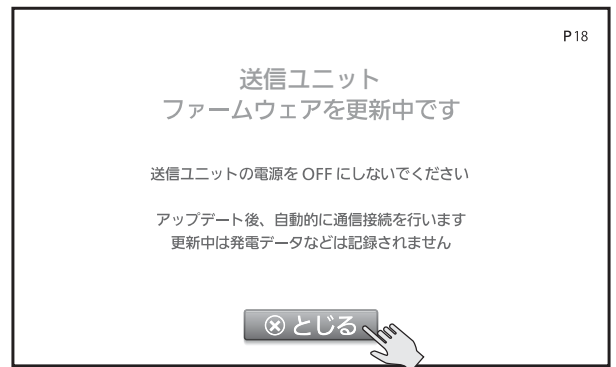 P18
送信ユニット
ファームウェアを更新中です
送信ユニットの電源を OFF にしないでください
アップデート後、自動的に通信接続を行います
更新中は発電データなどは記録されません
⊗ とじる